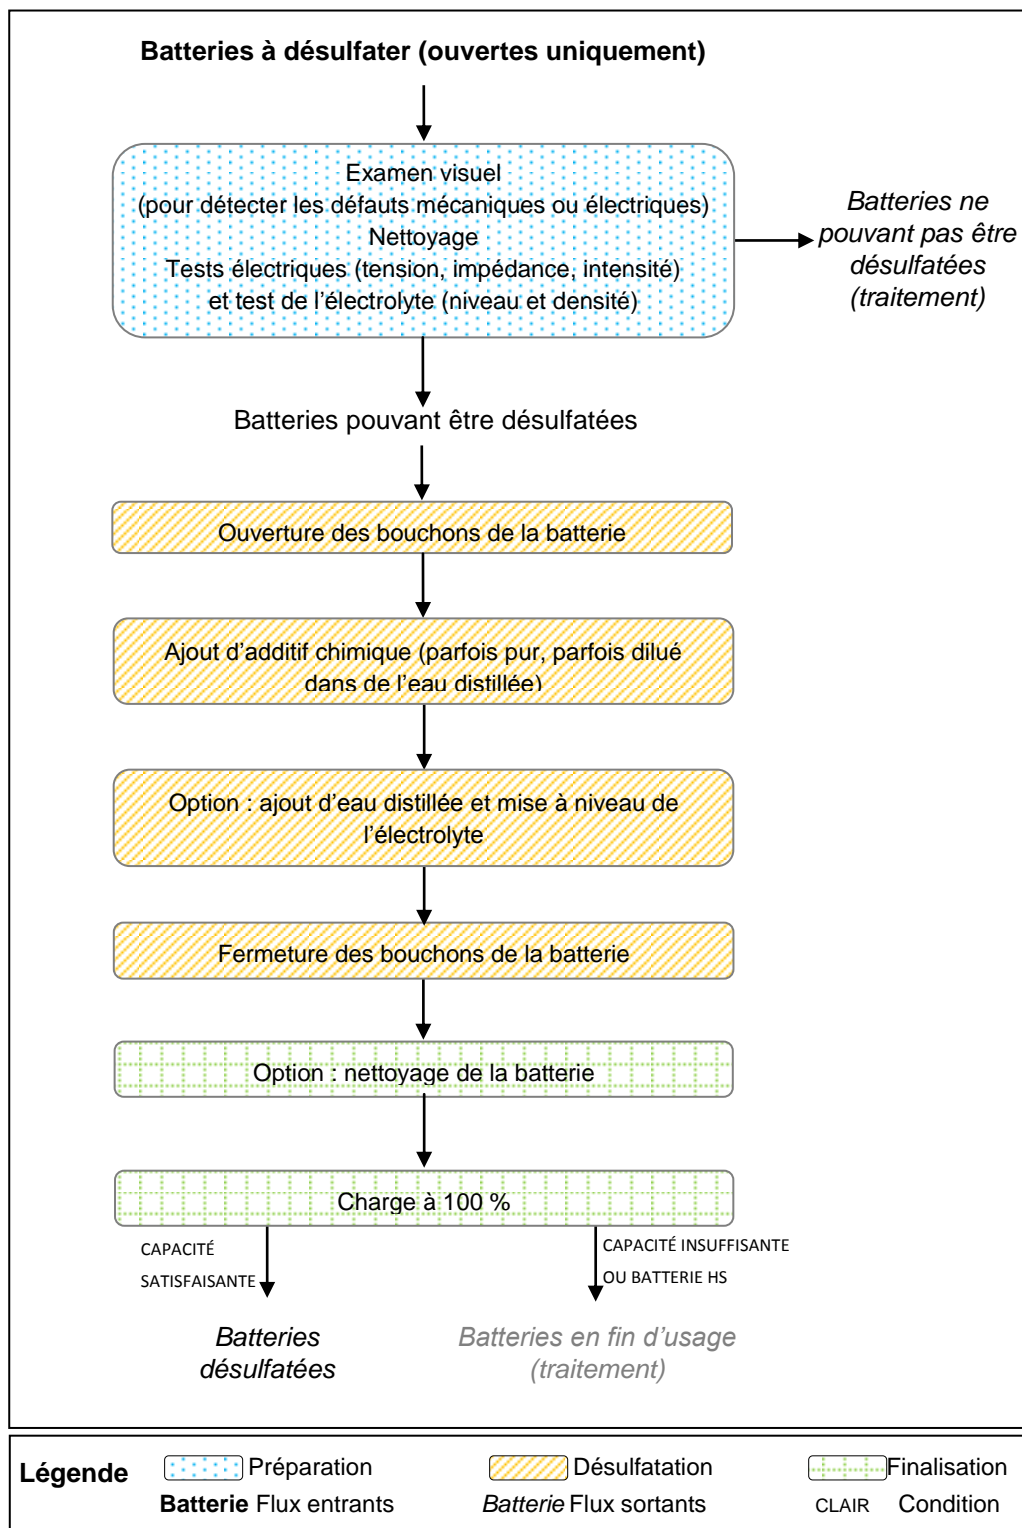 Batteries à désulfater (ouvertes uniquement)
Examen visuel
(pour détecter les défauts mécaniques ou électriques)
Nettoyage
Tests électriques (tension, impédance, intensité)
et test de l'électrolyte (niveau et densité)
Batteries ne
pouvant pas être
désulfatées
(traitement)
Batteries pouvant être désulfatées
Ouverture des bouchons de la batterie
Ajout d'additif chimique (parfois pur, parfois dilué
dans de l'eau distillée)
Option : ajout d'eau distillée et mise à niveau de
l'électrolyte
Fermeture des bouchons de la batterie
Option : nettoyage de la batterie
Charge à 100 %
CAPACITÉ
SATISFAISANTE
CAPACITÉ INSUFFISANTE
OU BATTERIE HS
Batteries
désulfatées
Batteries en fin d'usage
(traitement)
Légende
Préparation
Désulfatation
Finalisation
Batterie Flux entrants
Batterie Flux sortants
CLAIR Condition